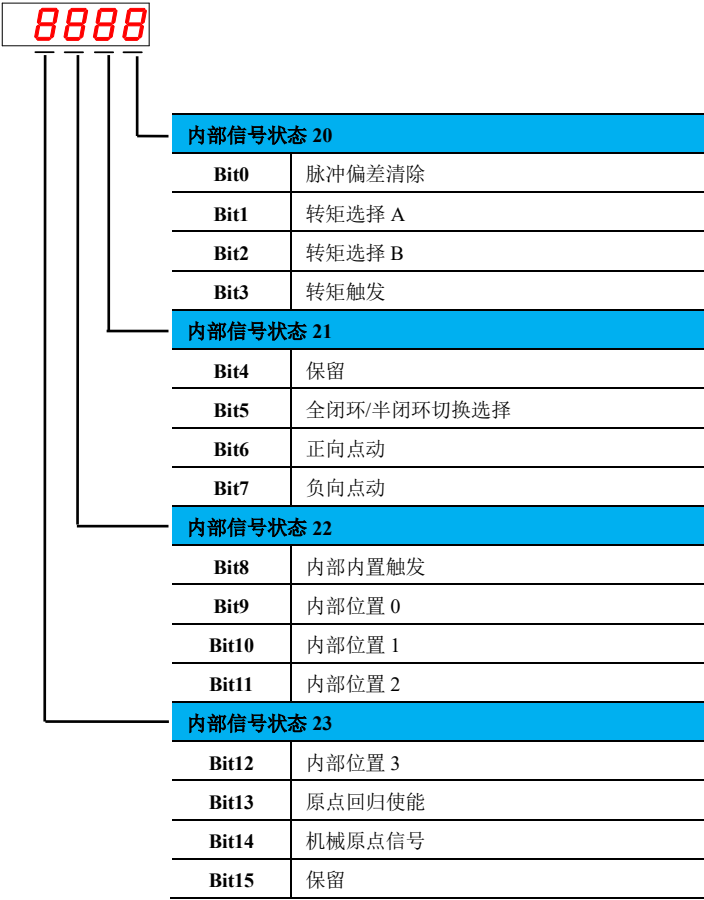 8888
内部信号状态 20
Bit0 脉冲偏差清除
Bit1 转矩选择 A
Bit2 转矩选择 B
Bit3 转矩触发
内部信号状态 21
Bit4 保留
Bit5 全闭环/半闭环切换选择
Bit6 正向点动
Bit7 负向点动
内部信号状态 22
Bit8 内部内置触发
Bit9 内部位置 0
Bit10 内部位置 1
Bit11 内部位置 2
内部信号状态 23
Bit12 内部位置 3
Bit13 原点回归使能
Bit14 机械原点信号
Bit15 保留